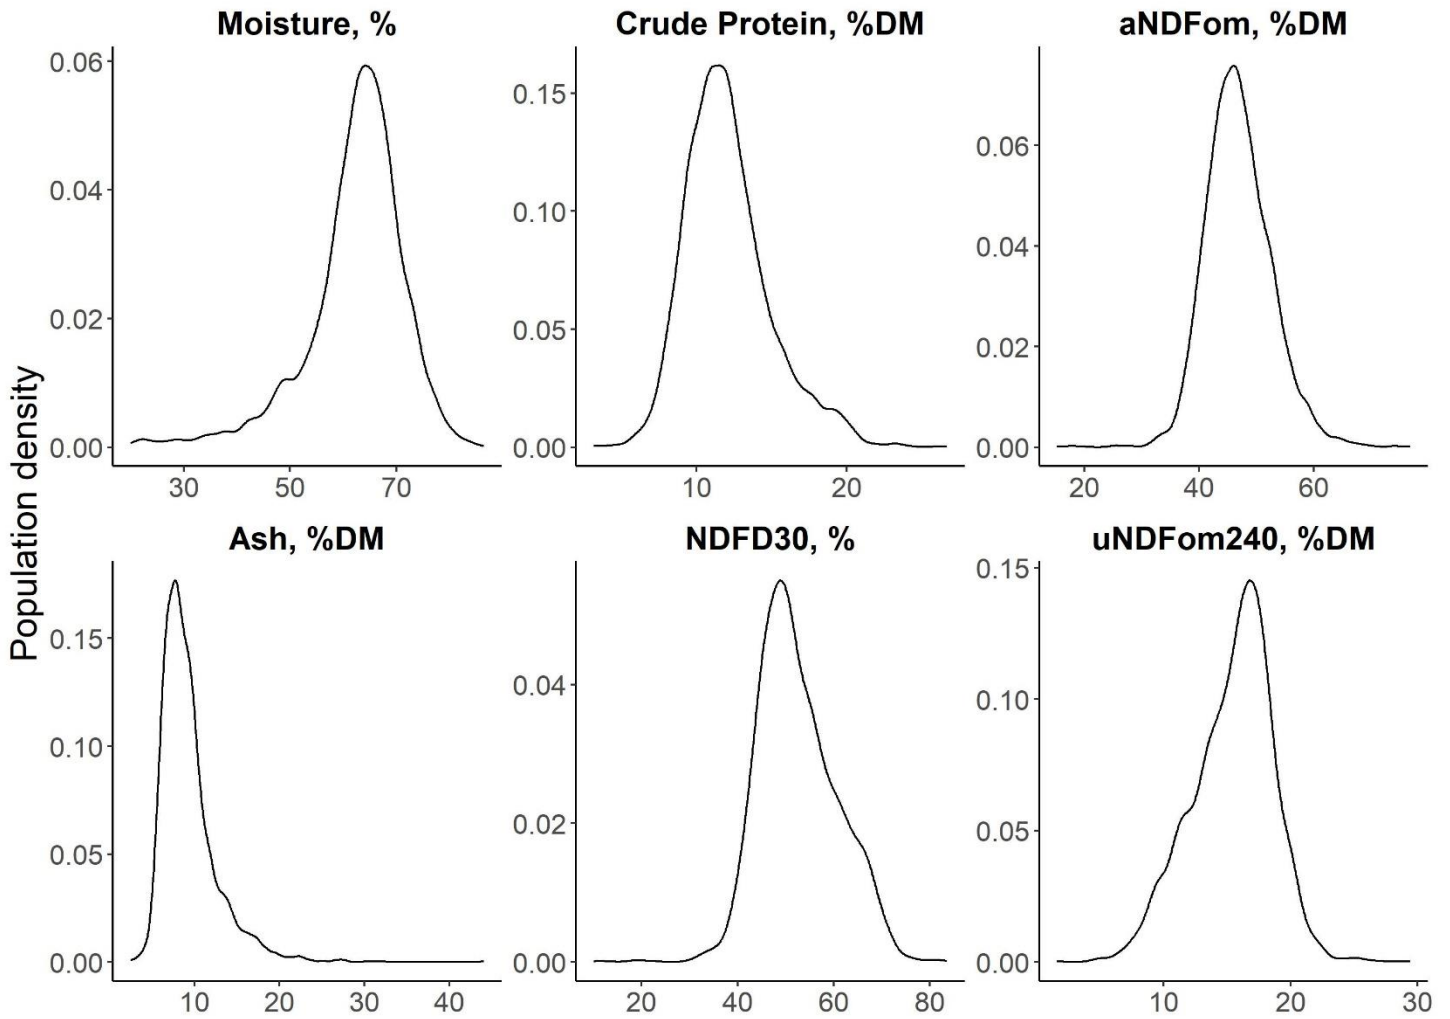 Moisture, %
Crude Protein, %DM
aNDFom, %DM
0.06
0.04
0.02
0.00
30 50 70
0.15
0.10
0.05
0.00
10 20
0.06
0.04
0.02
0.00
20 40 60
Population density
Ash, %DM
NDFD30, %
uNDFom240, %DM
0.15
0.10
0.05
0.00
10 20 30 40
0.04
0.02
0.00
20 40 60 80
0.15
0.10
0.05
0.00
10 20 30